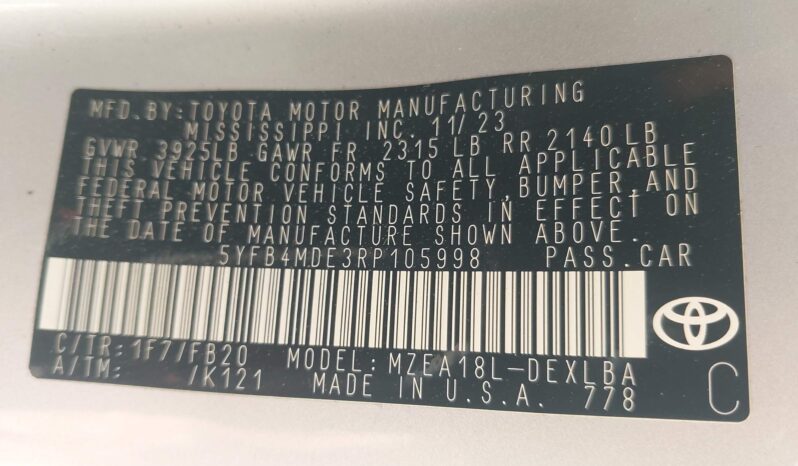 MFD.BY:TOYOTA MOTOR MANUFACTURING
MISSISSIPPI INC. 11/23
GVWR 3925LB GAWR FR 2315 LB RR 2140 LB
THIS VEHICLE CONFORMS TO ALL APPLICABLE
FEDERAL MOTOR VEHICLE SAFETY, BUMPER, AND
THEFT PREVENTION STANDARDS IN EFFECT ON
THE DATE OF MANUFACTURE SHOWN ABOVE.
5YFB4MDE3RP105998 PASS.CAR
C/TR:1F7/FB20 MODEL:MZEA18L-DEXLBA
A/TM: /K121 MADE IN U.S.A. 778 C